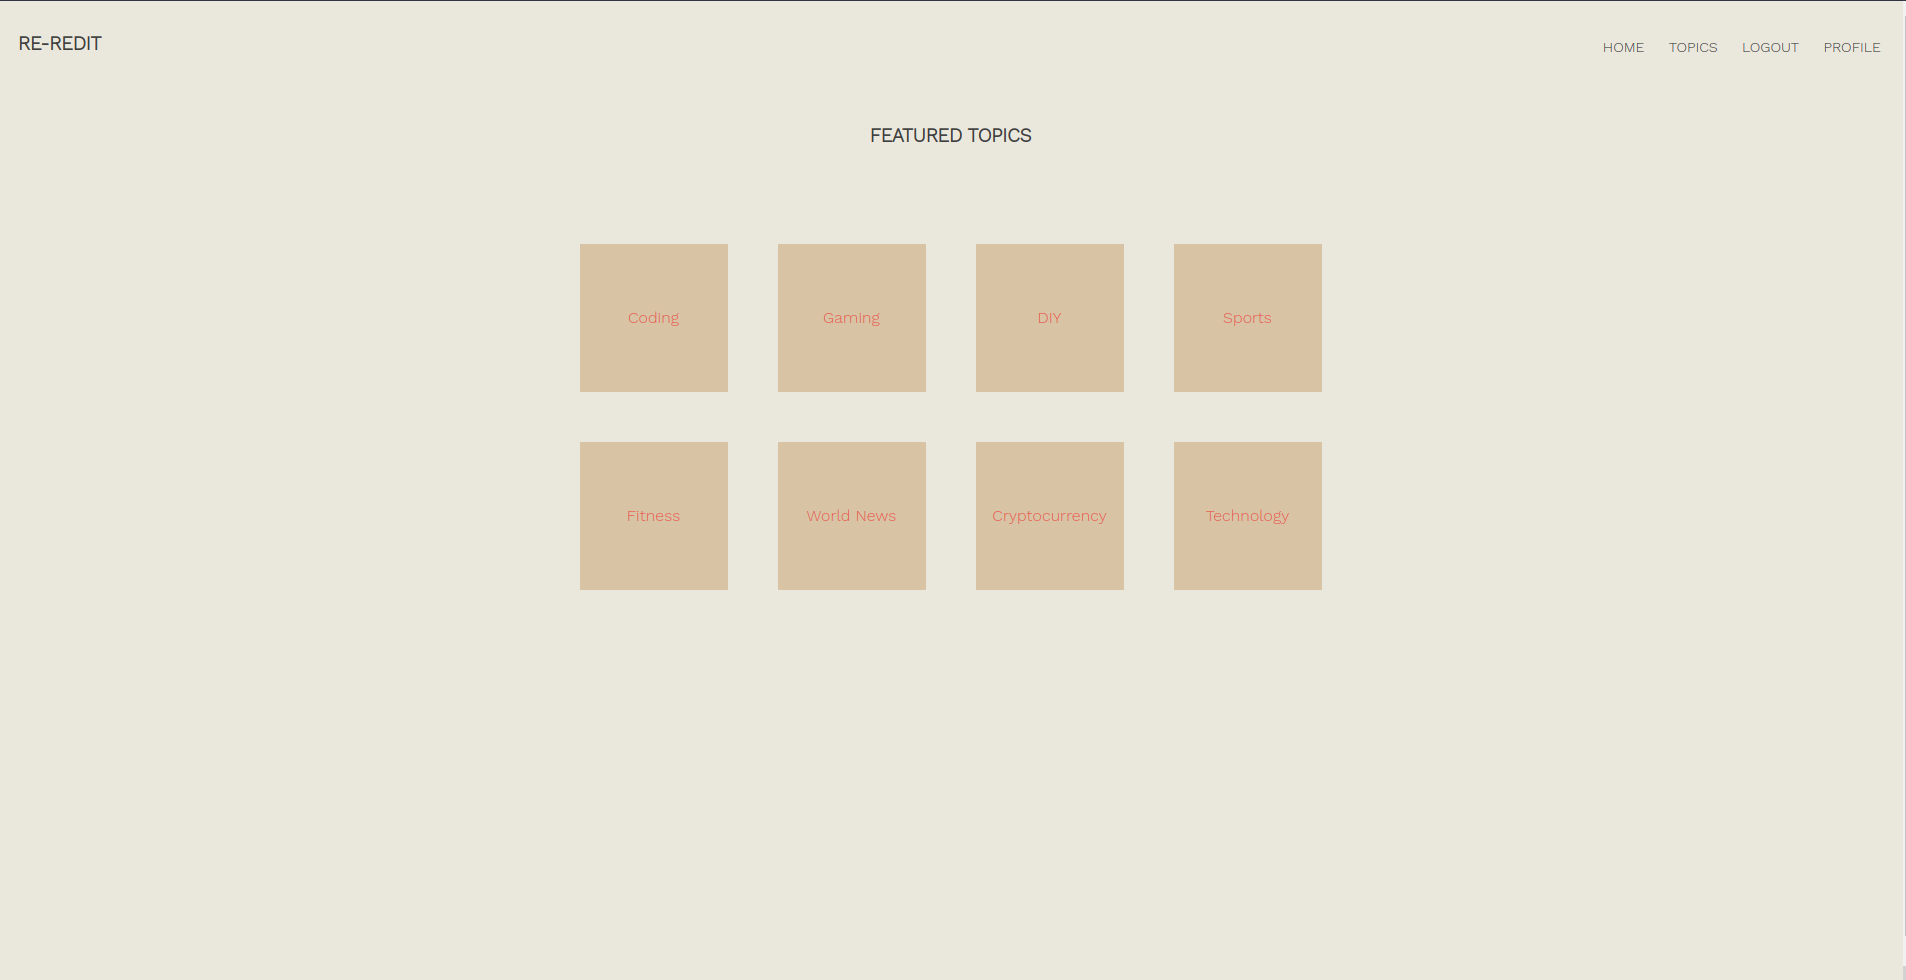 RE-REDIT
HOME TOPICS LOGOUT PROFILE
FEATURED TOPICS
Coding Gaming DIY Sports
Fitness World News Cryptocurrency Technology